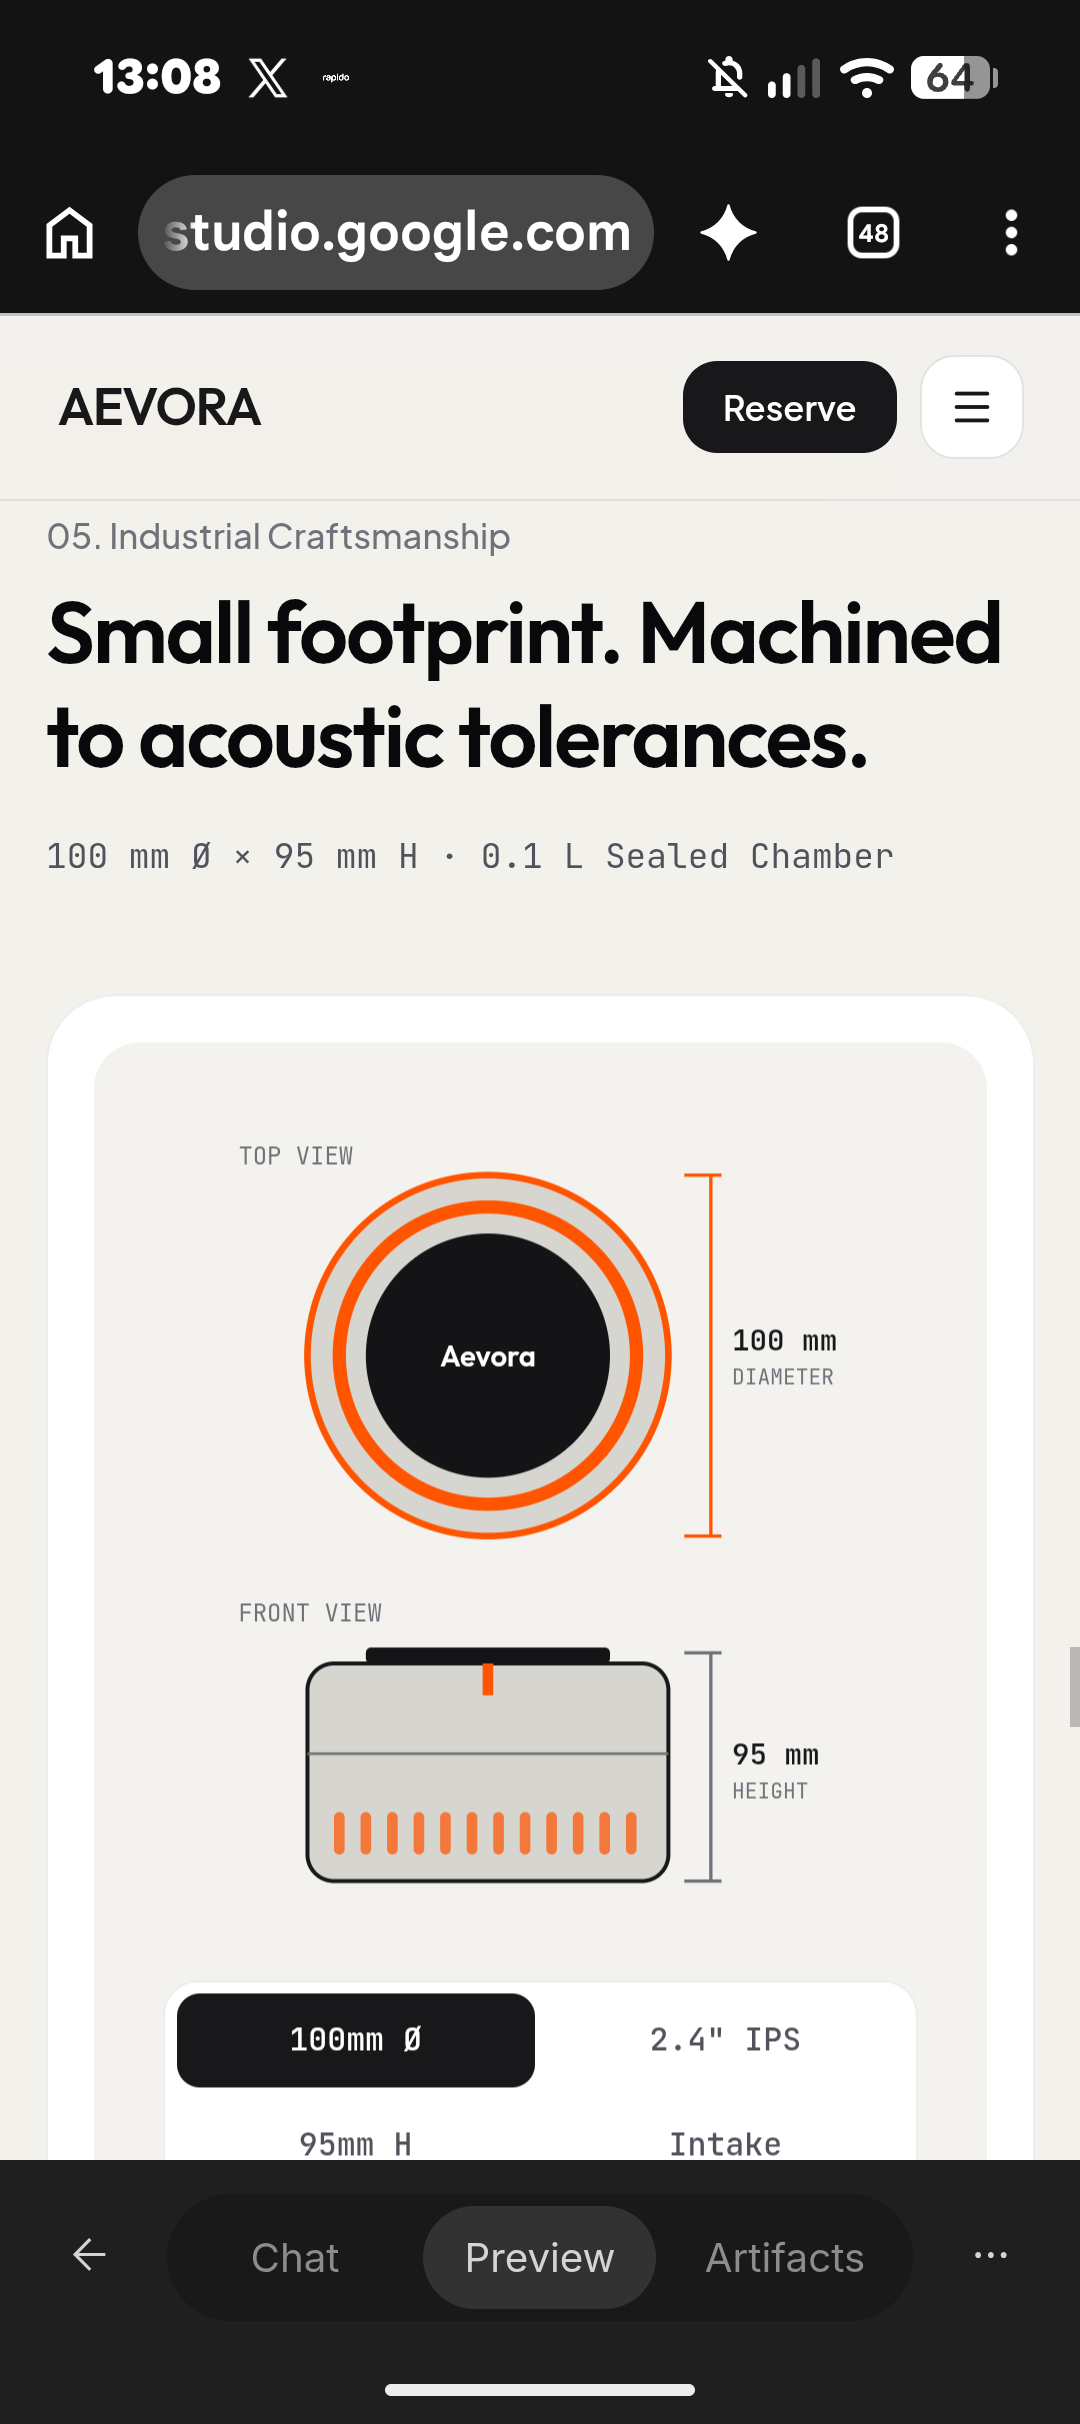 13:08
rapido
64
studio.google.com
48
AEVORA
Reserve
05. Industrial Craftsmanship
Small footprint. Machined
to acoustic tolerances.
100 mm Ø × 95 mm H · 0.1 L Sealed Chamber
TOP VIEW
Aevora
100 mm
DIAMETER
FRONT VIEW
95 mm
HEIGHT
100mm Ø
2.4" IPS
95mm H
Intake
Chat
Preview
Artifacts